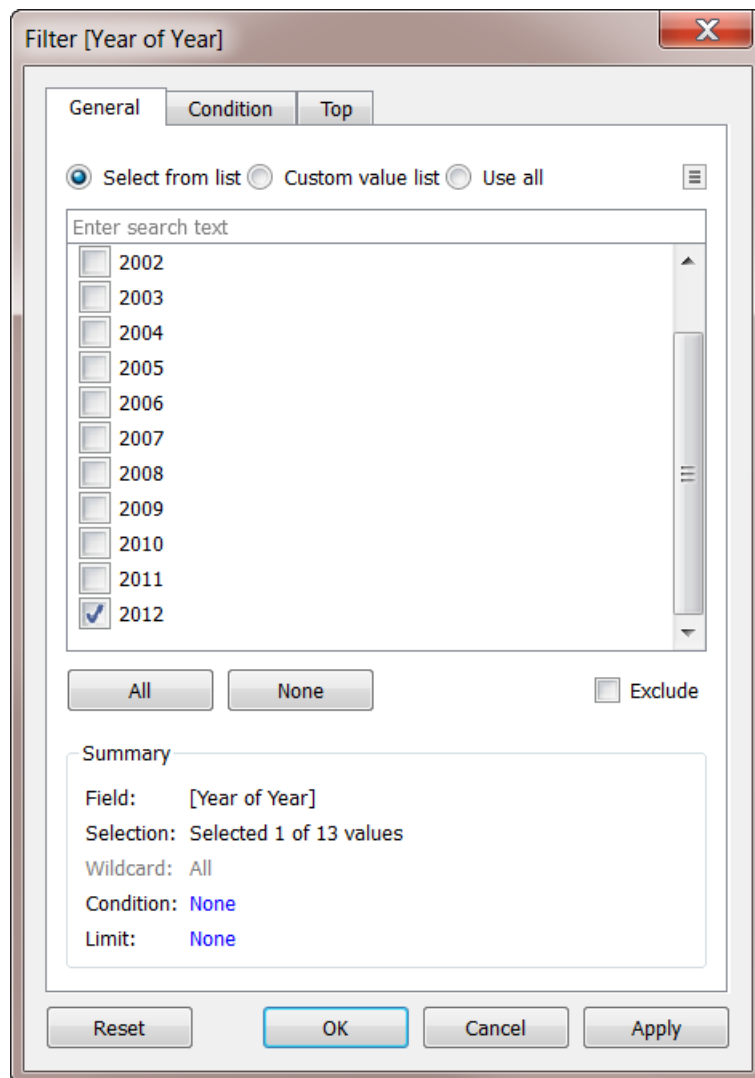 Filter [Year of Year]
General Condition Top
Select from list Custom value list Use all
Enter search text
2002
2003
2004
2005
2006
2007
2008
2009
2010
2011
2012
All None Exclude
Summary
Field: [Year of Year]
Selection: Selected 1 of 13 values
Wildcard: All
Condition: None
Limit: None
Reset OK Cancel Apply